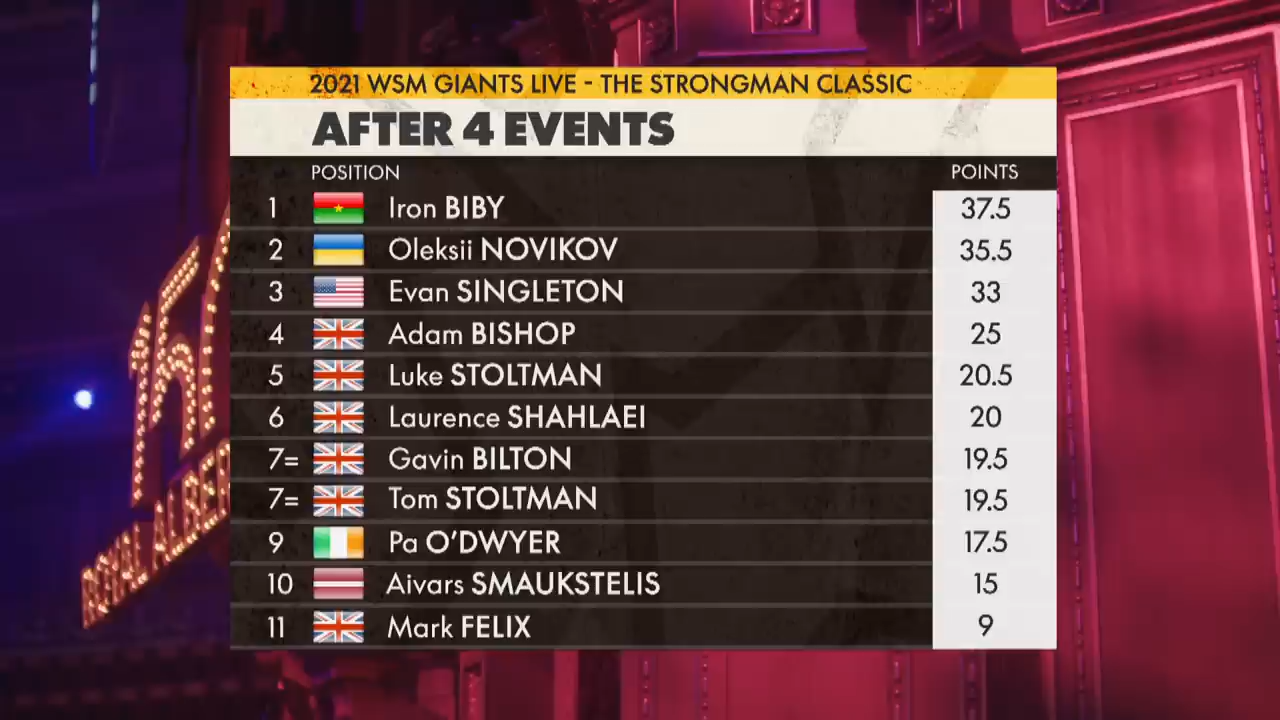 2021 WSM GIANTS LIVE - THE STRONGMAN CLASSIC
AFTER 4 EVENTS
POSITION POINTS
1 Iron BIBY 37.5
2 Oleksii NOVIKOV 35.5
3 Evan SINGLETON 33
4 Adam BISHOP 25
5 Luke STOLTMAN 20.5
6 Laurence SHAHLAEI 20
7= Gavin BILTON 19.5
7= Tom STOLTMAN 19.5
9 Pa O'DWYER 17.5
10 Aivars SMAUKSTELIS 15
11 Mark FELIX 9
ROYAL ALBER